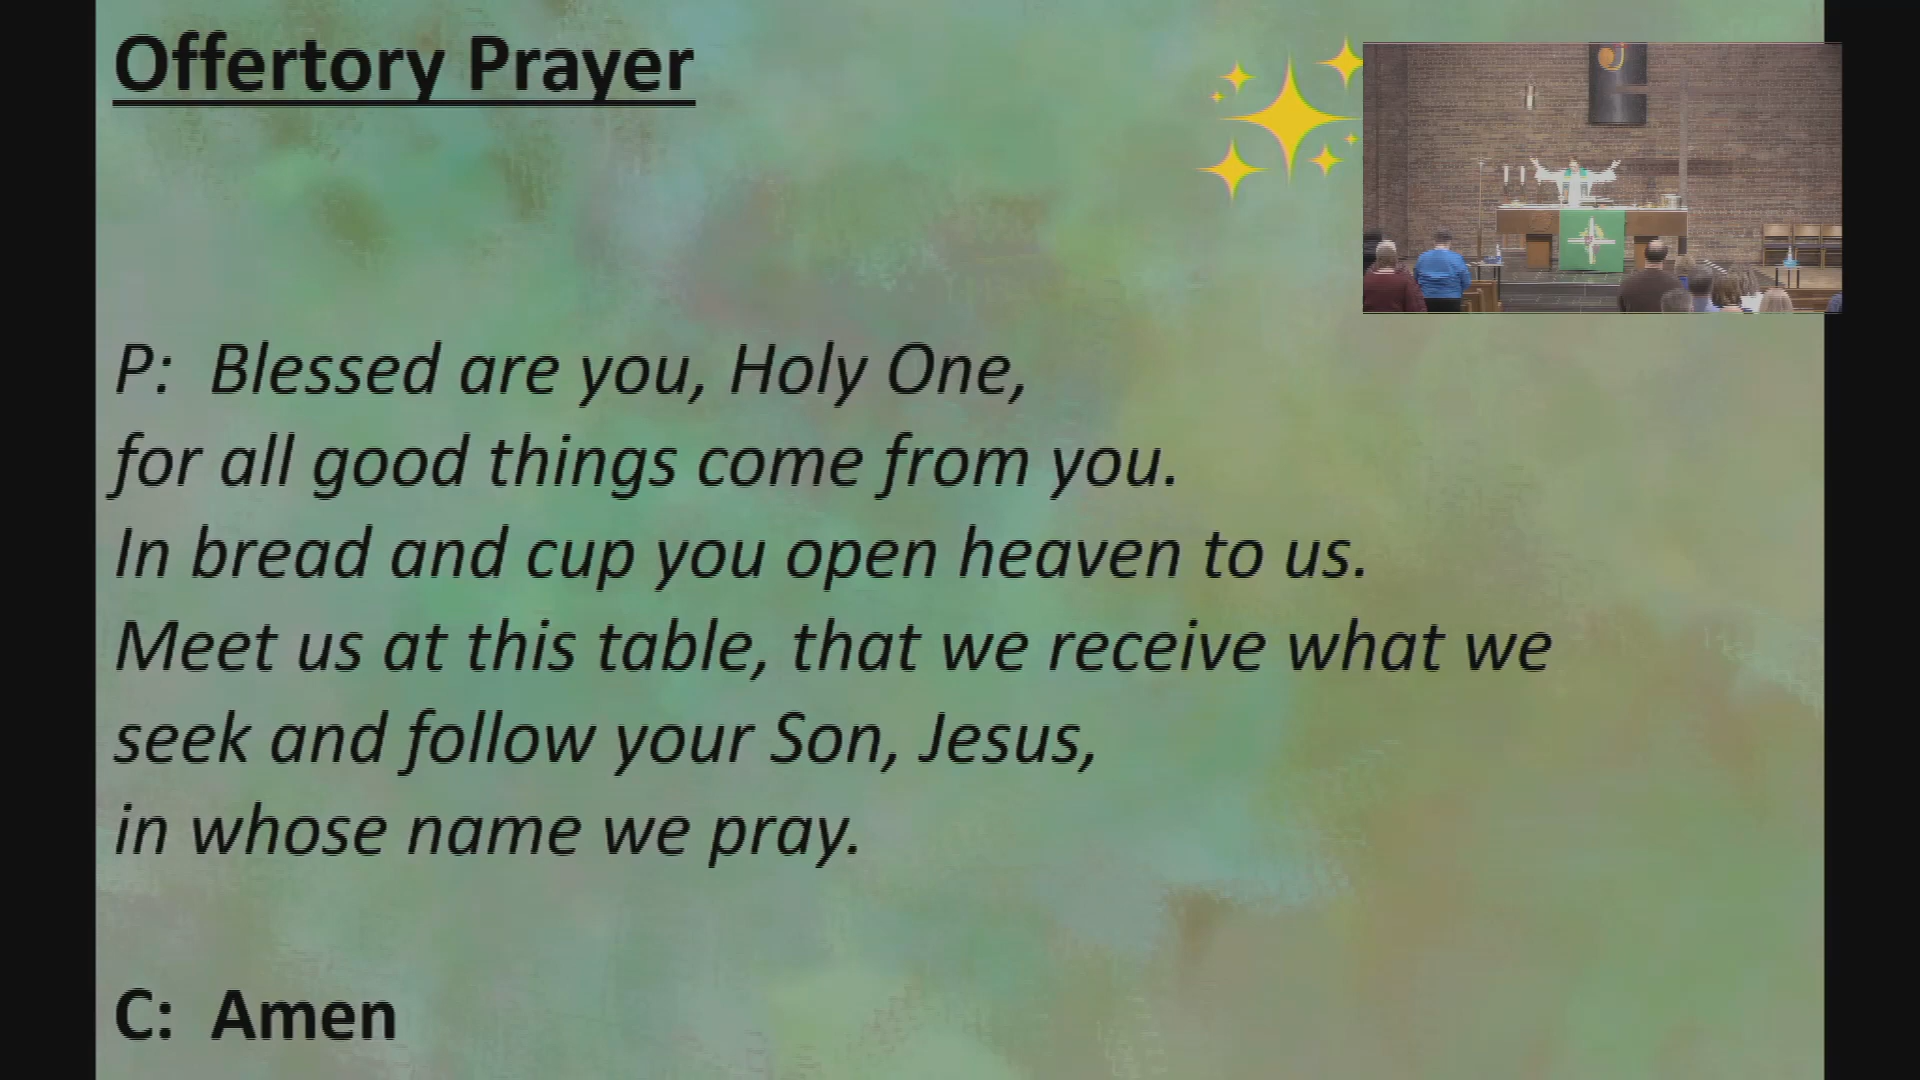 Offertory Prayer
P: Blessed are you, Holy One,
for all good things come from you.
In bread and cup you open heaven to us.
Meet us at this table, that we receive what we
seek and follow your Son, Jesus,
in whose name we pray.
C: Amen